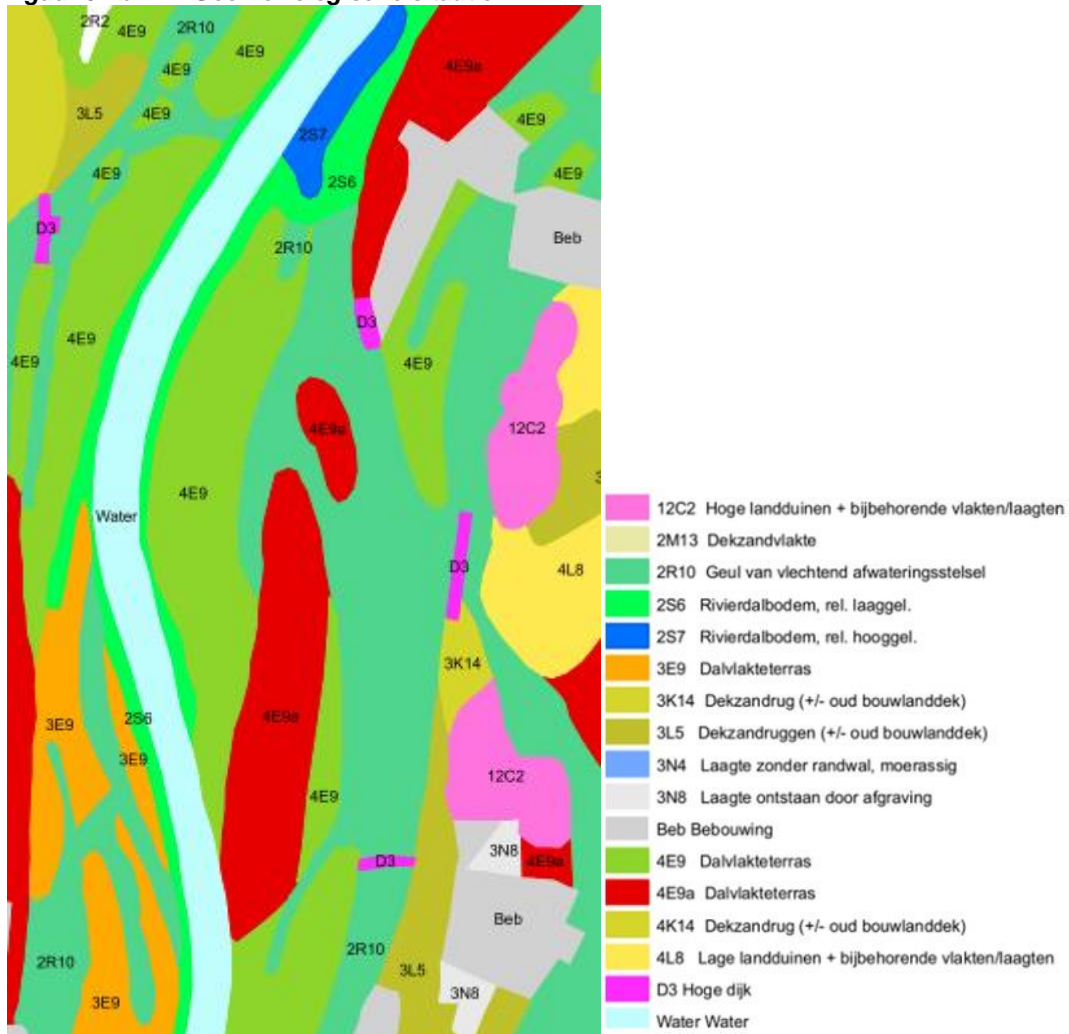 2R2
4E9
2R10
4E9
4E9a
4E9
3L5
4E9
4E9
2S7
4E9
4E9
2S6
D3
Beb
2R10
D3
4E9
4E9
4E9
4E9a
12C2
3
4E9
Water
D3
4L8
3K14
4E9a
2S6
3E9
3E9
12C2
4E9
3N8
4E9a
D3
Beb
2R10
2R10
3L5
3N8
3E9
12C2 Hoge landduinen + bijbehorende vlakten/laagten
2M13 Dekzandvlakte
2R10 Geul van vlechtend afwateringsstelsel
2S6 Rivierdalbodem, rel. laaggel.
2S7 Rivierdalbodem, rel. hooggel.
3E9 Dalvlakteterras
3K14 Dekzandrug (+/- oud bouwlanddek)
3L5 Dekzandruggen (+/- oud bouwlanddek)
3N4 Laagte zonder randwal, moerassig
3N8 Laagte ontstaan door afgraving
Beb Bebouwing
4E9 Dalvlakteterras
4E9a Dalvlakteterras
4K14 Dekzandrug (+/- oud bouwlanddek)
4L8 Lage landduinen + bijbehorende vlakten/laagten
D3 Hoge dijk
Water Water